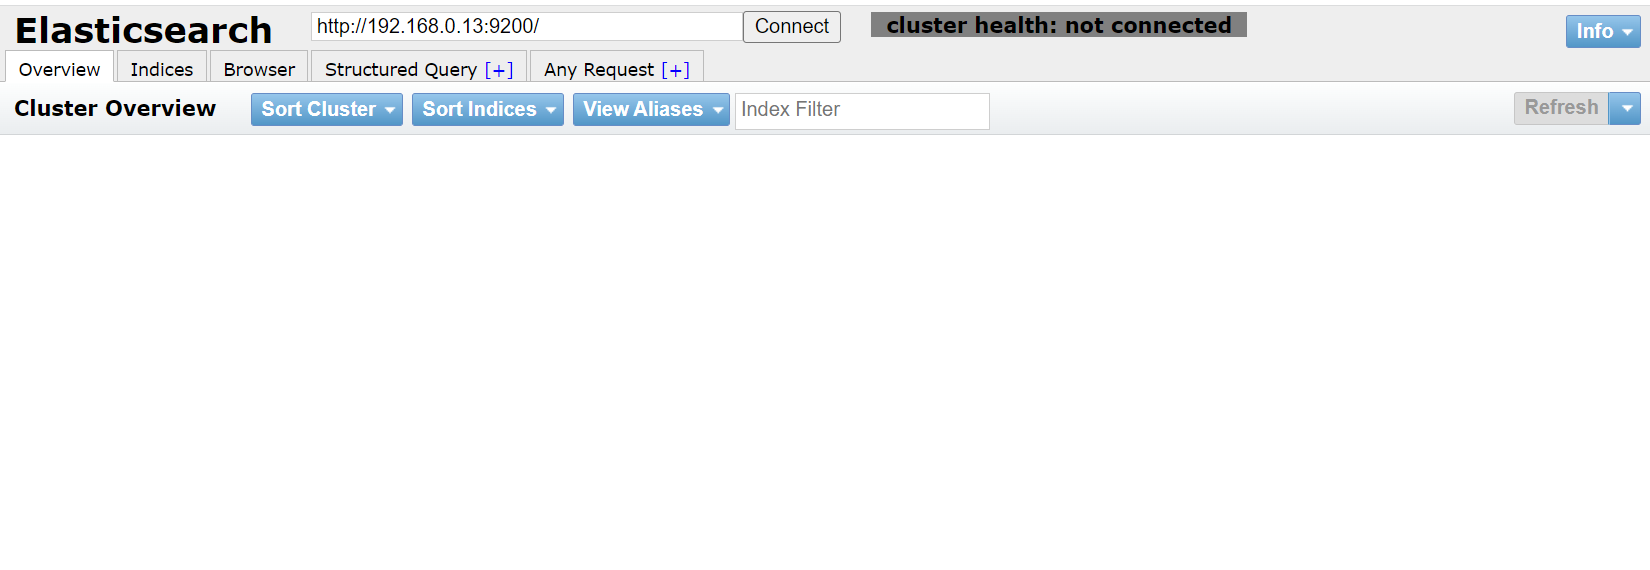 Elasticsearch http://192.168.0.13:9200/ Connect cluster health: not connected Info
Overview Indices Browser Structured Query [+] Any Request [+]
Cluster Overview Sort Cluster Sort Indices View Aliases Index Filter Refresh